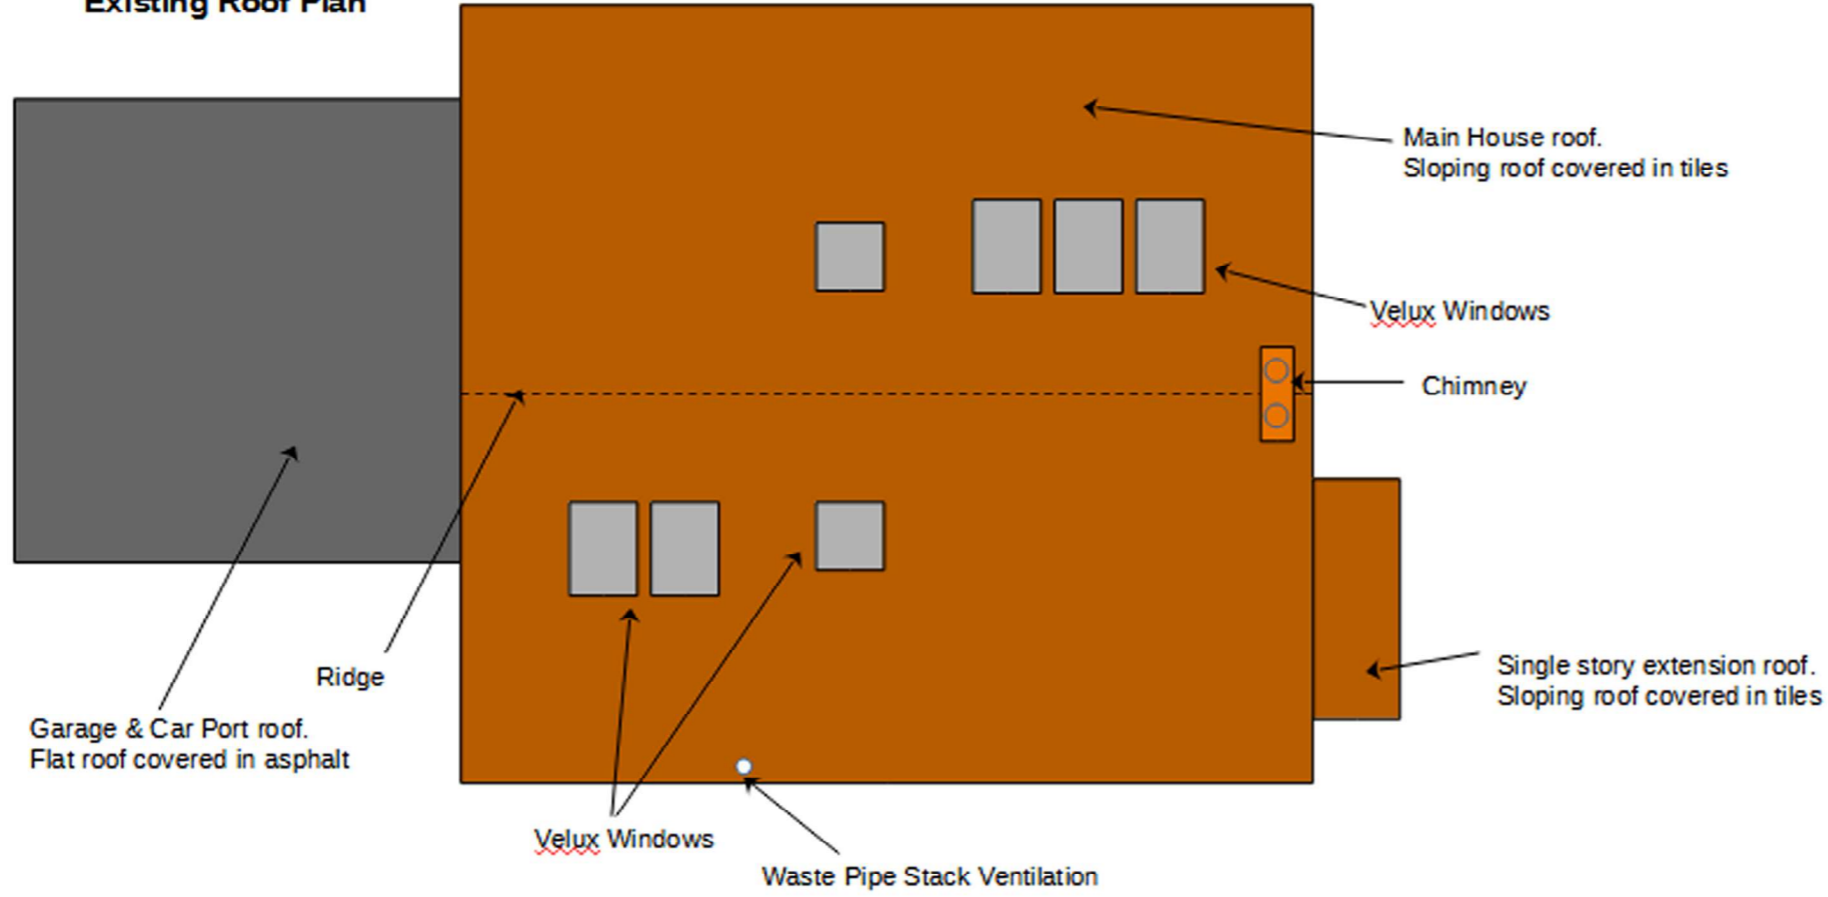 Existing Roof Plan
Main House roof.
Sloping roof covered in tiles
Velux Windows
Chimney
Ridge
Single story extension roof.
Sloping roof covered in tiles
Garage & Car Port roof.
Flat roof covered in asphalt
Velux Windows
Waste Pipe Stack Ventilation